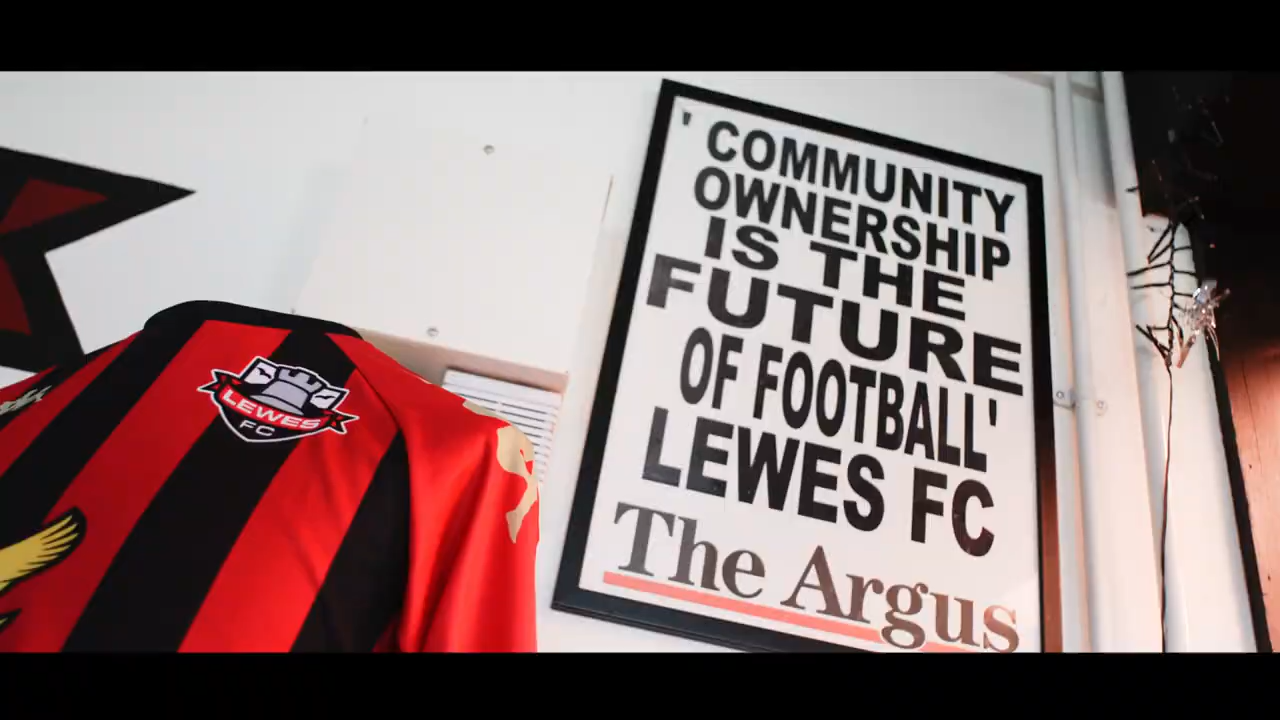 ' COMMUNITY
OWNERSHIP
IS THE
FUTURE
OF FOOTBALL'
LEWES FC
The Argus
LEWES
FC